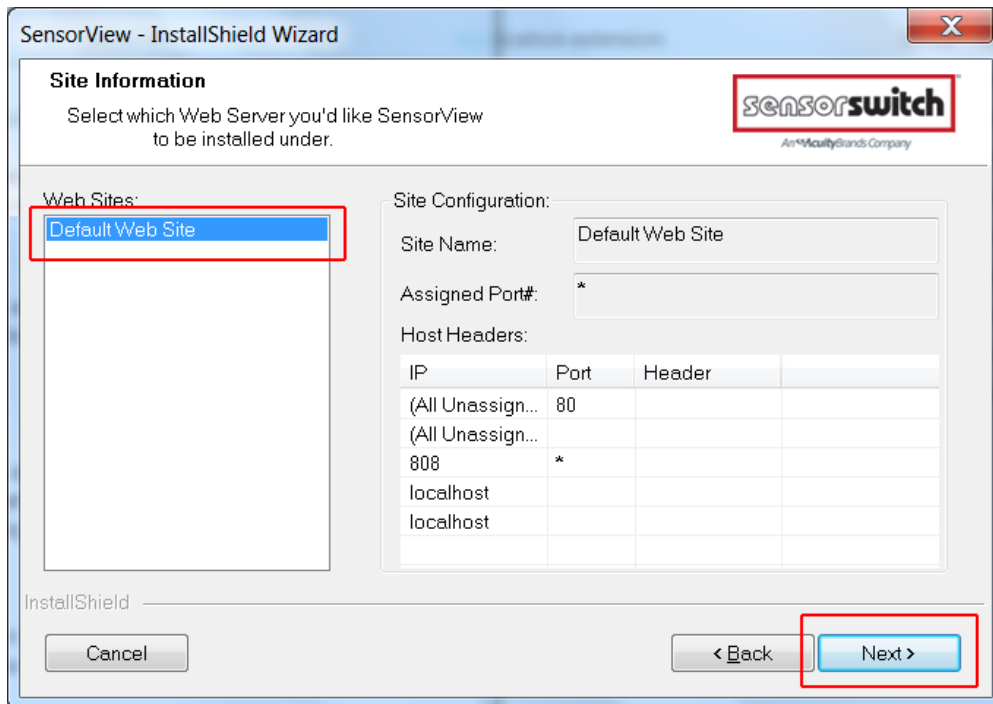 SensorView - InstallShield Wizard
Site Information
Select which Web Server you'd like SensorView
to be installed under.
sensorswitch
An AcuityBrands Company
Web Sites:
Default Web Site
Site Configuration:
Site Name:
Default Web Site
Assigned Port#:
*
Host Headers:
IP Port Header
(All Unassign... 80
(All Unassign...
808 *
localhost
localhost
InstallShield
Cancel
< Back
Next >